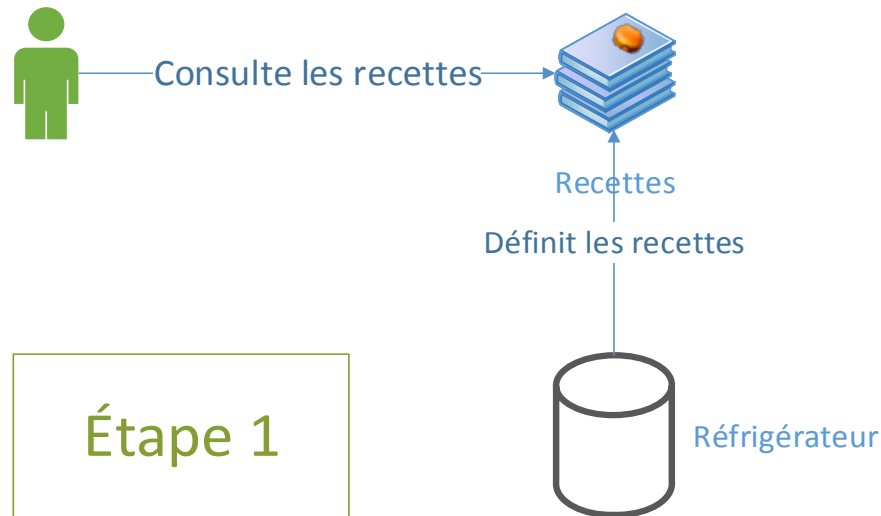 Consulte les recettes
Recettes
Définit les recettes
Étape 1
Réfrigérateur